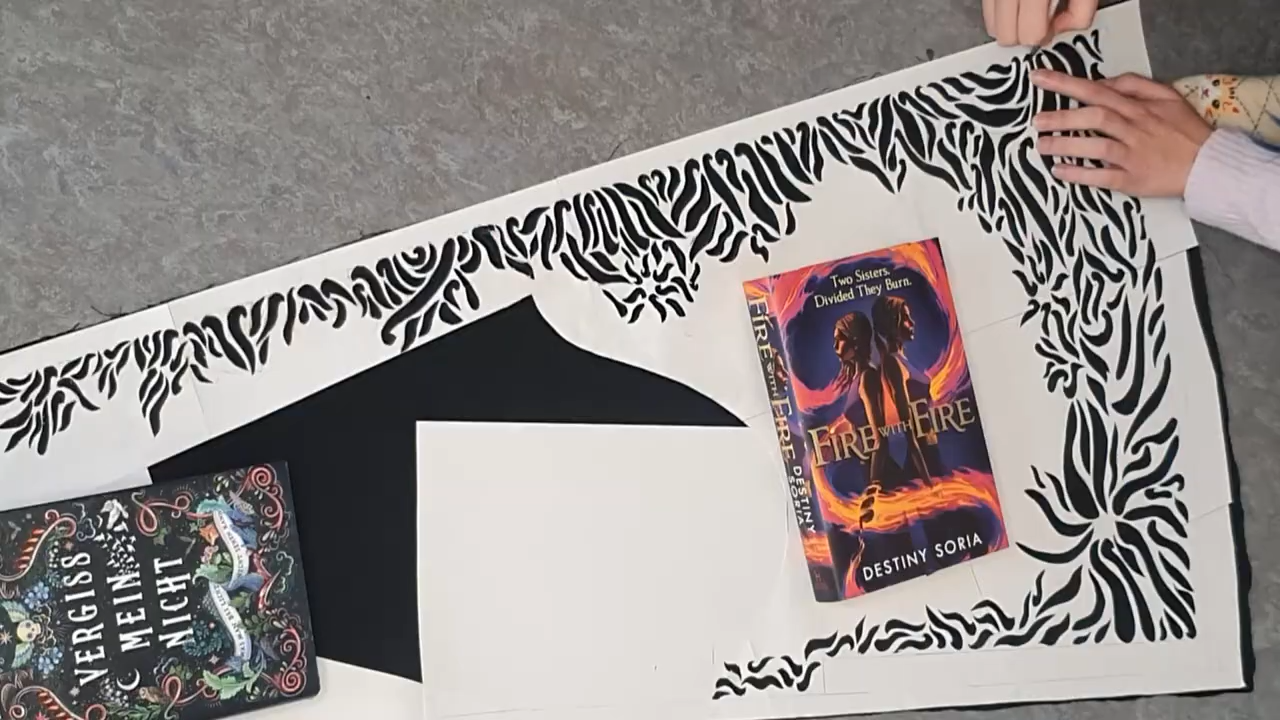 Two Sisters.
Divided They Burn.
FIRE WITH FIRE
DESTINY SORIA
FIRE WITH FIRE
DESTINY
SORIA
VERGISS
MEIN
NICHT